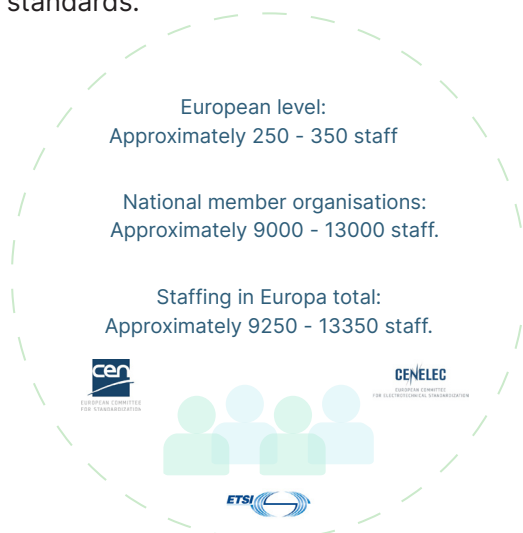 standards.
European level:
Approximately 250 - 350 staff
National member organisations:
Approximately 9000 - 13000 staff.
Staffing in Europa total:
Approximately 9250 - 13350 staff.
cen
EUROPEAN COMMITTEE
FOR STANDARDIZATION
CENELEC
EUROPEAN COMMITTEE
FOR ELECTROTECHNICAL STANDARDIZATION
ETSI